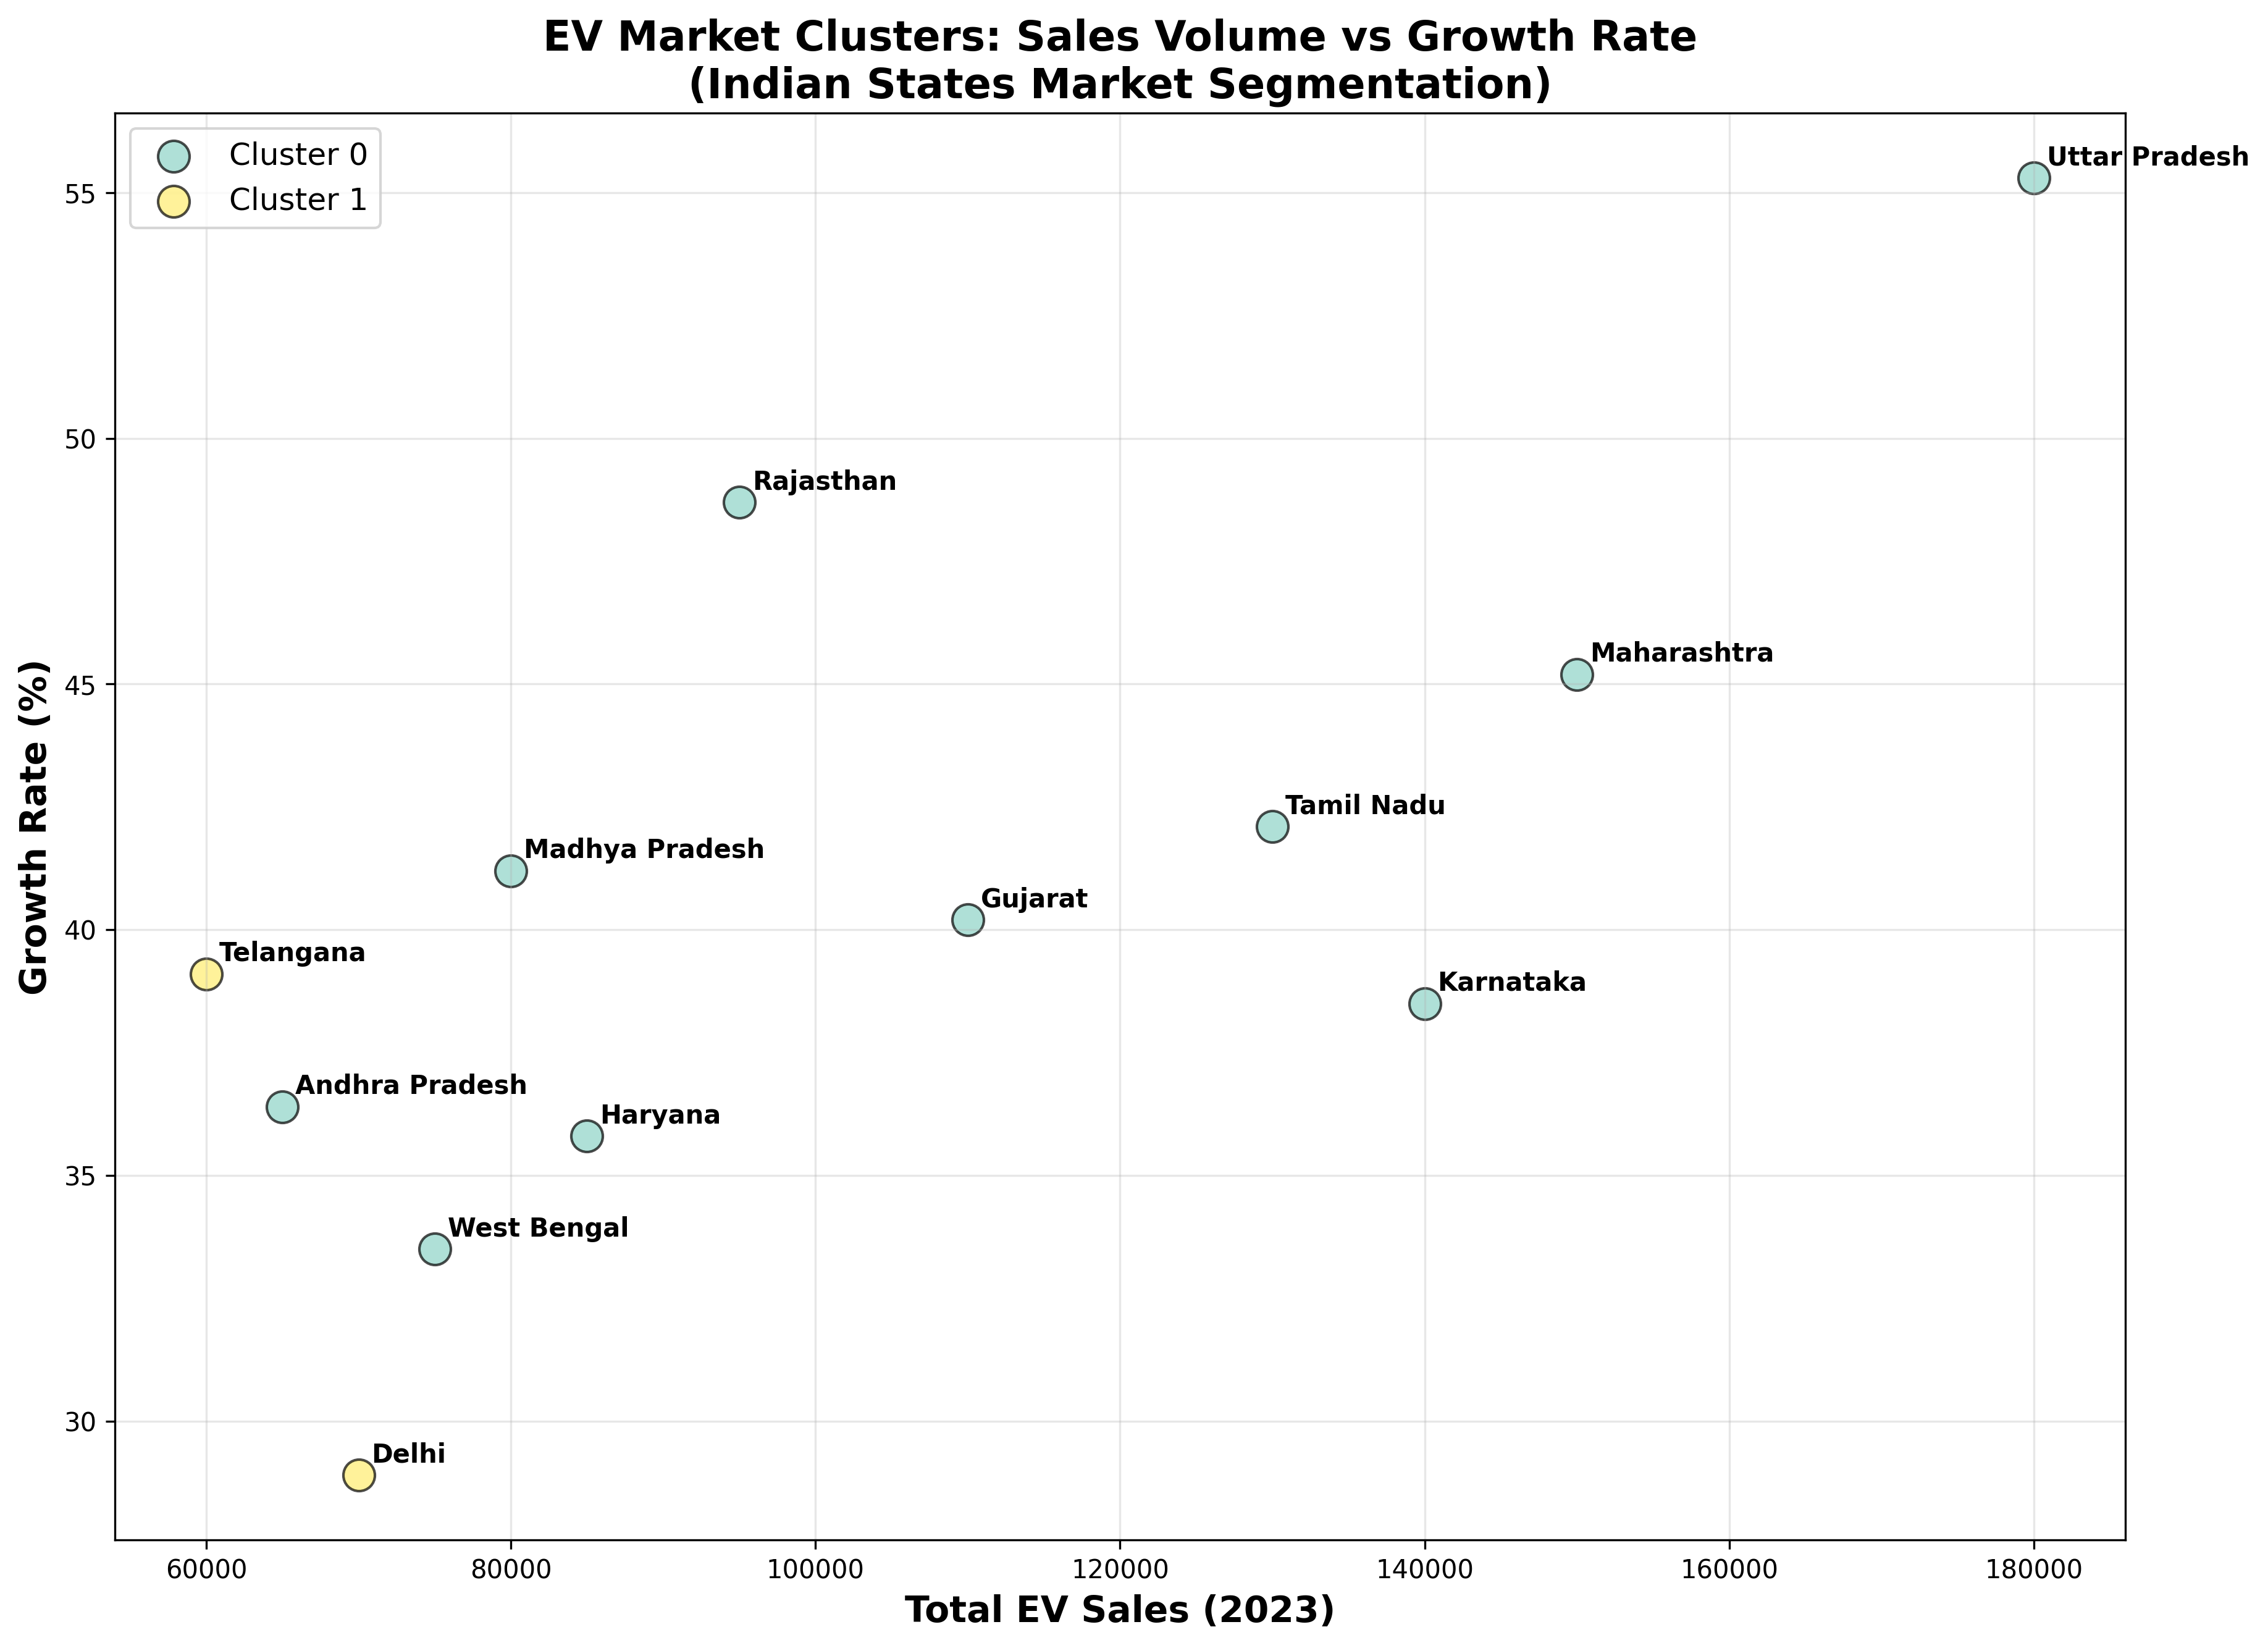 EV Market Clusters: Sales Volume vs Growth Rate
(Indian States Market Segmentation)
Cluster 0
Cluster 1
Uttar Pradesh
Rajasthan
Maharashtra
Tamil Nadu
Madhya Pradesh
Gujarat
Telangana
Karnataka
Andhra Pradesh
Haryana
West Bengal
Delhi
Growth Rate (%)
55
50
45
40
35
30
60000 80000 100000 120000 140000 160000 180000
Total EV Sales (2023)